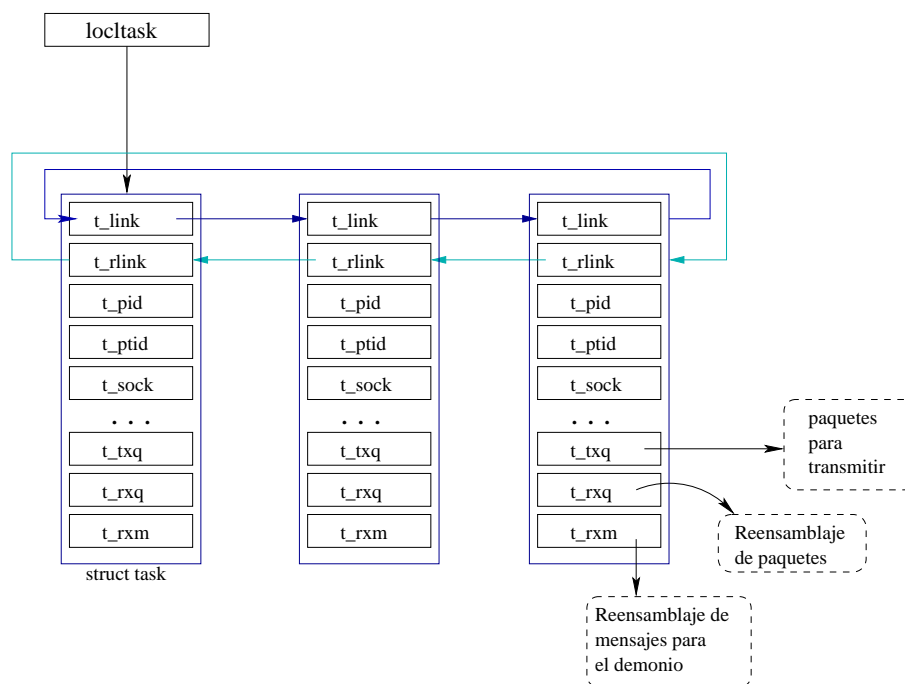 locltask
t_link
t_link
t_link
t_rlink
t_rlink
t_rlink
t_pid
t_pid
t_pid
t_ptid
t_ptid
t_ptid
t_sock
t_sock
t_sock
. . .
. . .
. . .
t_txq
t_txq
t_txq
t_rxq
t_rxq
t_rxq
t_rxm
t_rxm
t_rxm
struct task
paquetes
para
transmitir
Reensamblaje
de paquetes
Reensamblaje de
mensajes para
el demonio